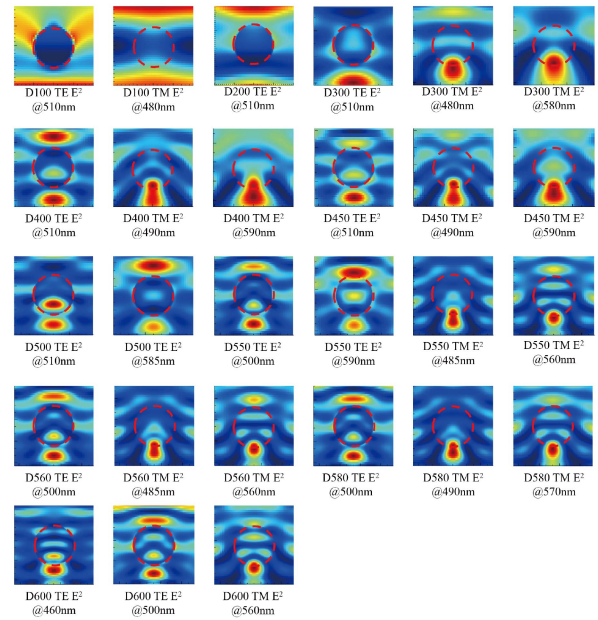 D100 TE E² D100 TM E² D200 TE E² D300 TE E² D300 TM E² D300 TM E²
@510nm @480nm @510nm @510nm @480nm @580nm
D400 TE E² D400 TM E² D400 TM E² D450 TE E² D450 TM E² D450 TM E²
@510nm @490nm @590nm @510nm @490nm @590nm
D500 TE E² D500 TE E² D550 TE E² D550 TE E² D550 TM E² D550 TM E²
@510nm @585nm @500nm @590nm @485nm @560nm
D560 TE E² D560 TM E² D560 TM E² D580 TE E² D580 TM E² D580 TM E²
@500nm @485nm @560nm @500nm @490nm @570nm
D600 TE E² D600 TE E² D600 TM E²
@460nm @500nm @560nm